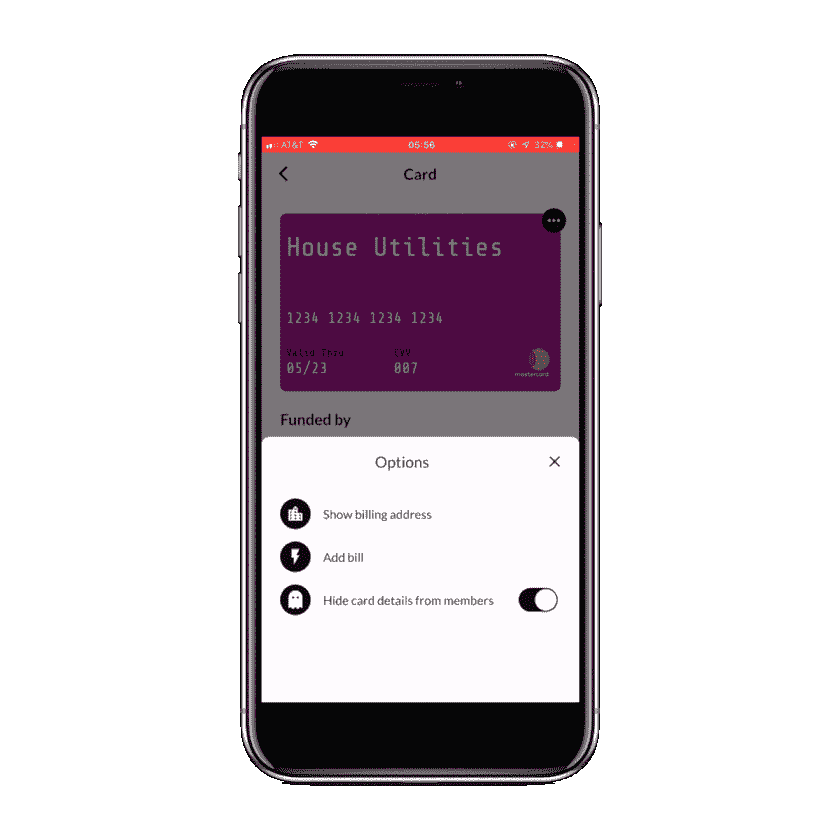 AT&T 05:56 32%
Card
House Utilities
1234 1234 1234 1234
Valid Thru CVV
05/23 007
mastercard
Funded by
Options
Show billing address
Add bill
Hide card details from members